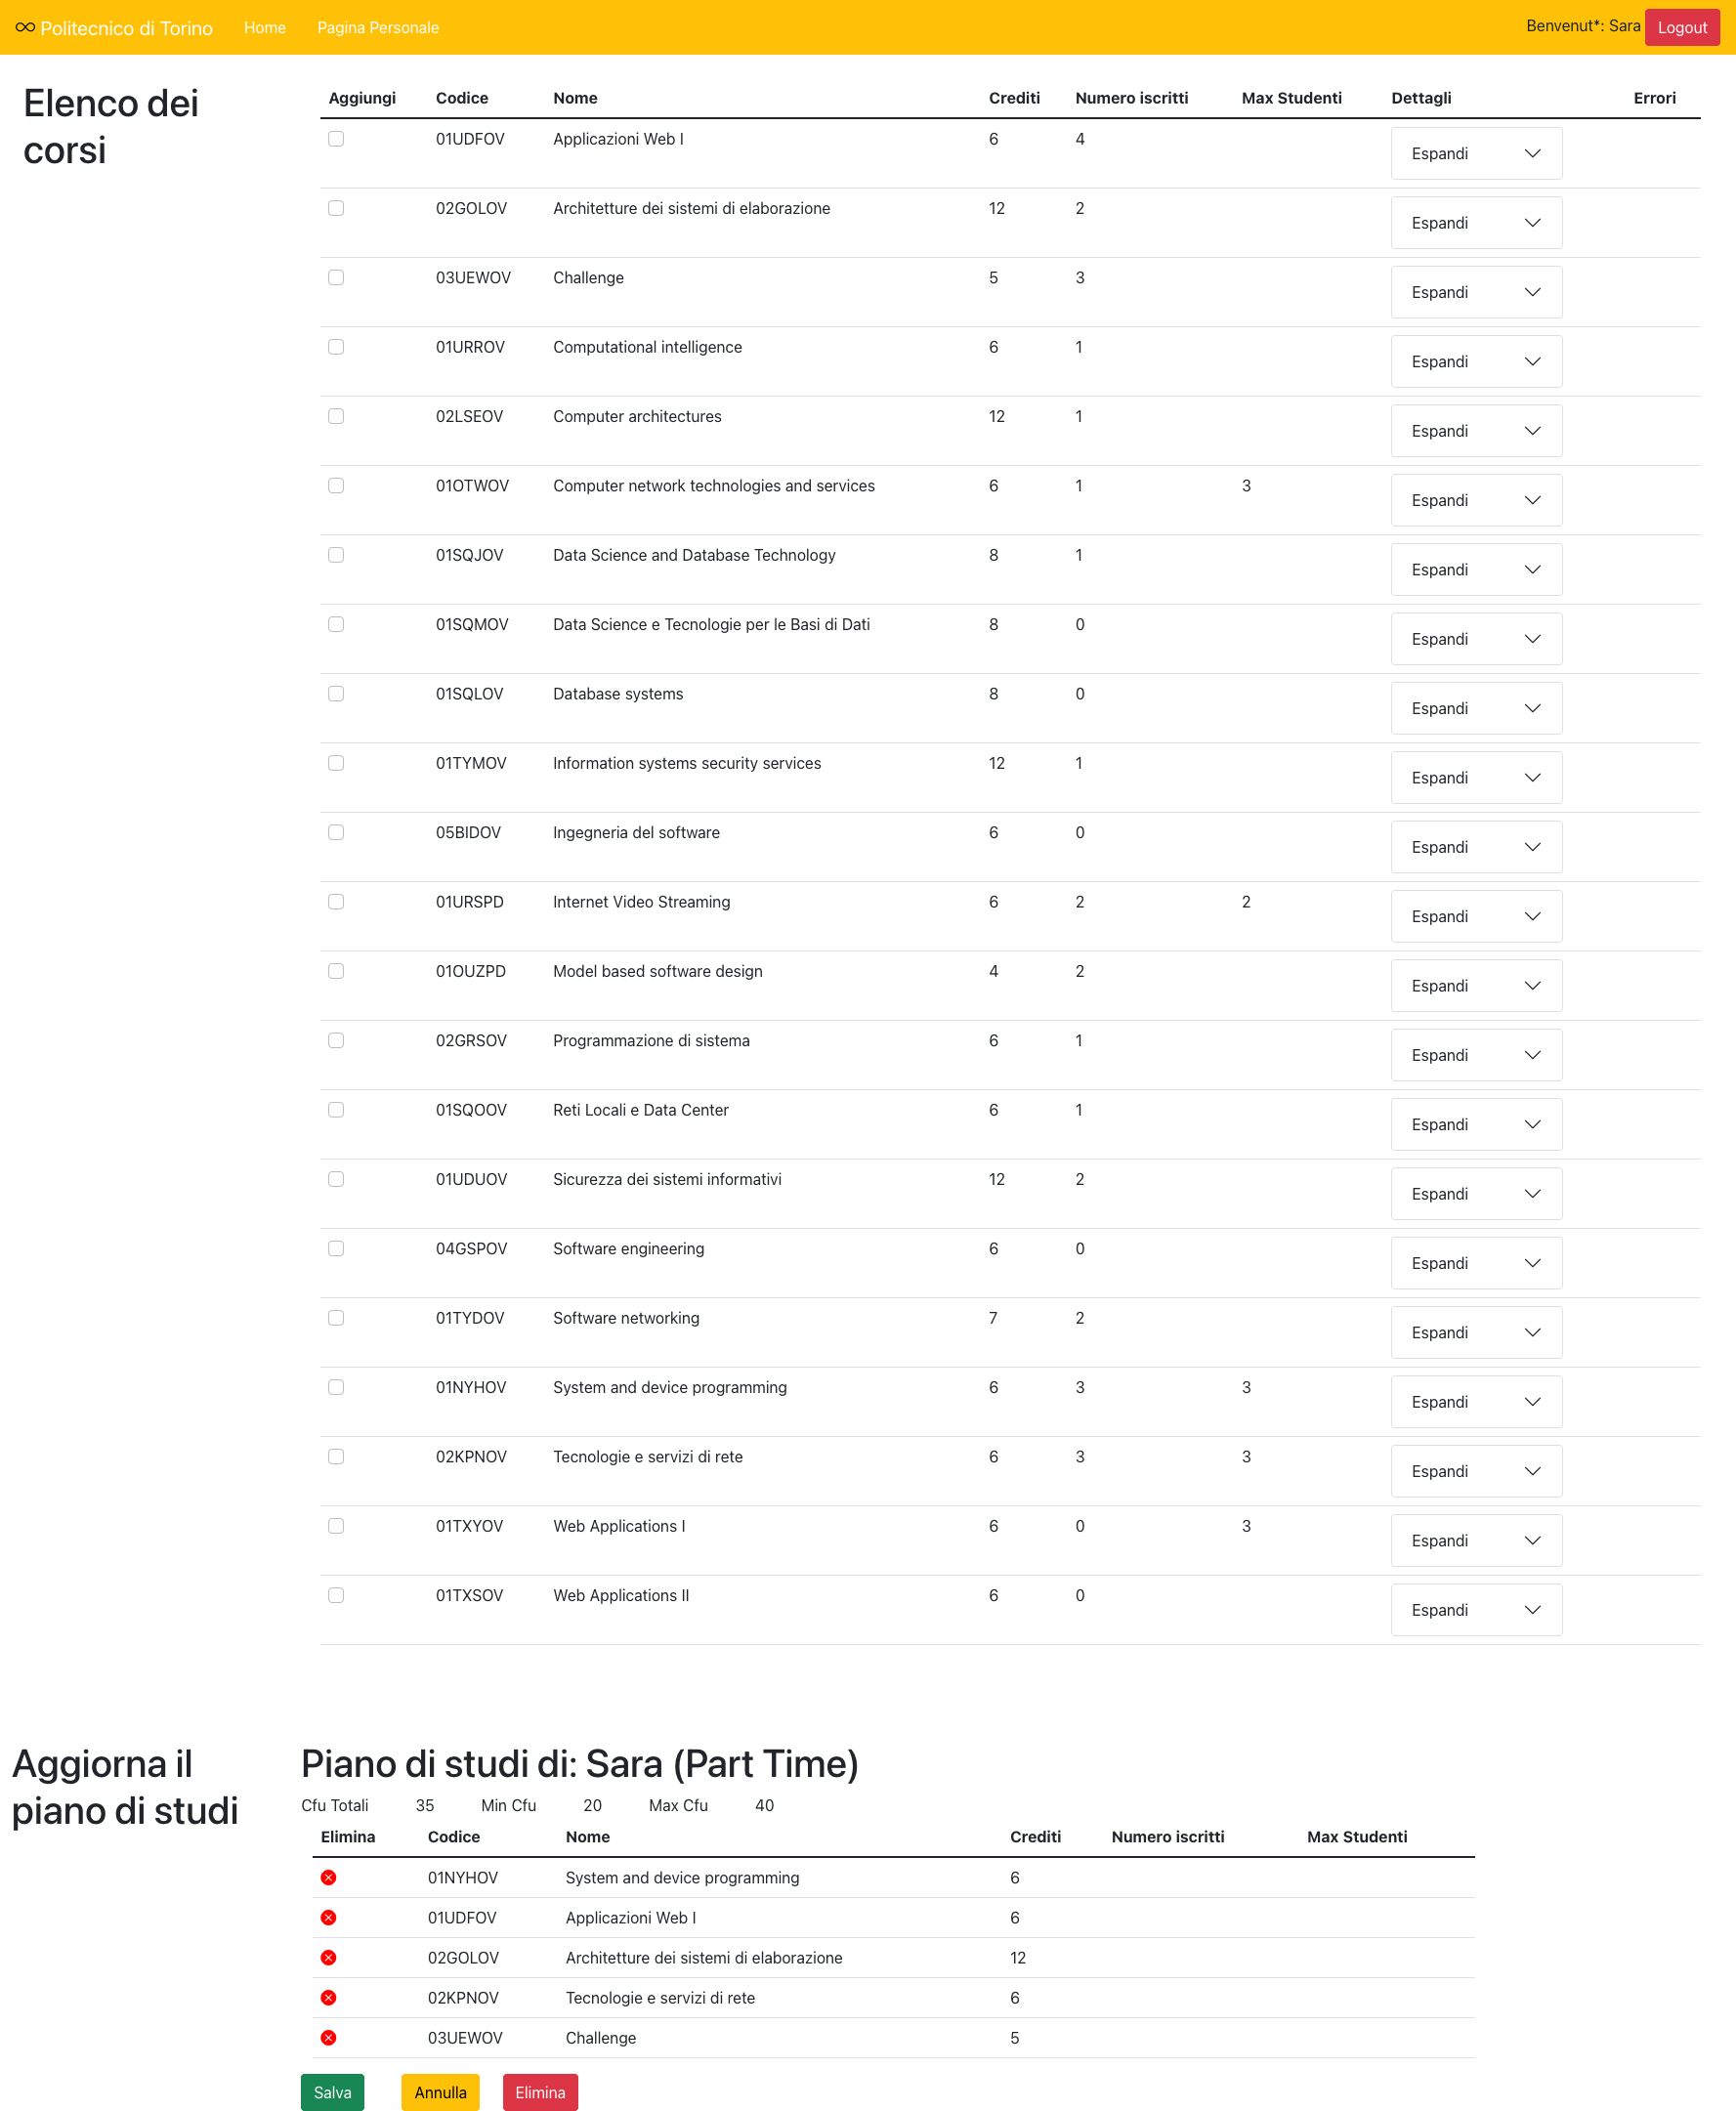 Politecnico di Torino Home Pagina Personale Benvenut*: Sara Logout
Elenco dei
corsi
Aggiungi Codice Nome Crediti Numero iscritti Max Studenti Dettagli Errori
01UDFOV Applicazioni Web I 6 4 Espandi
02GOLOV Architetture dei sistemi di elaborazione 12 2 Espandi
03UEWOV Challenge 5 3 Espandi
01URROV Computational intelligence 6 1 Espandi
02LSEOV Computer architectures 12 1 Espandi
01OTWOV Computer network technologies and services 6 1 3 Espandi
01SQJOV Data Science and Database Technology 8 1 Espandi
01SQMOV Data Science e Tecnologie per le Basi di Dati 8 0 Espandi
01SQLOV Database systems 8 0 Espandi
01TYMOV Information systems security services 12 1 Espandi
05BIDOV Ingegneria del software 6 0 Espandi
01URSPD Internet Video Streaming 6 2 2 Espandi
01OUZPD Model based software design 4 2 Espandi
02GRSOV Programmazione di sistema 6 1 Espandi
01SQOOV Reti Locali e Data Center 6 1 Espandi
01UDUOV Sicurezza dei sistemi informativi 12 2 Espandi
04GSPOV Software engineering 6 0 Espandi
01TYDOV Software networking 7 2 Espandi
01NYHOV System and device programming 6 3 3 Espandi
02KPNOV Tecnologie e servizi di rete 6 3 3 Espandi
01TXYOV Web Applications I 6 0 3 Espandi
01TXSOV Web Applications II 6 0 Espandi
Aggiorna il
piano di studi
Piano di studi di: Sara (Part Time)
Cfu Totali 35 Min Cfu 20 Max Cfu 40
Elimina Codice Nome Crediti Numero iscritti Max Studenti
01NYHOV System and device programming 6
01UDFOV Applicazioni Web I 6
02GOLOV Architetture dei sistemi di elaborazione 12
02KPNOV Tecnologie e servizi di rete 6
03UEWOV Challenge 5
Salva Annulla Elimina